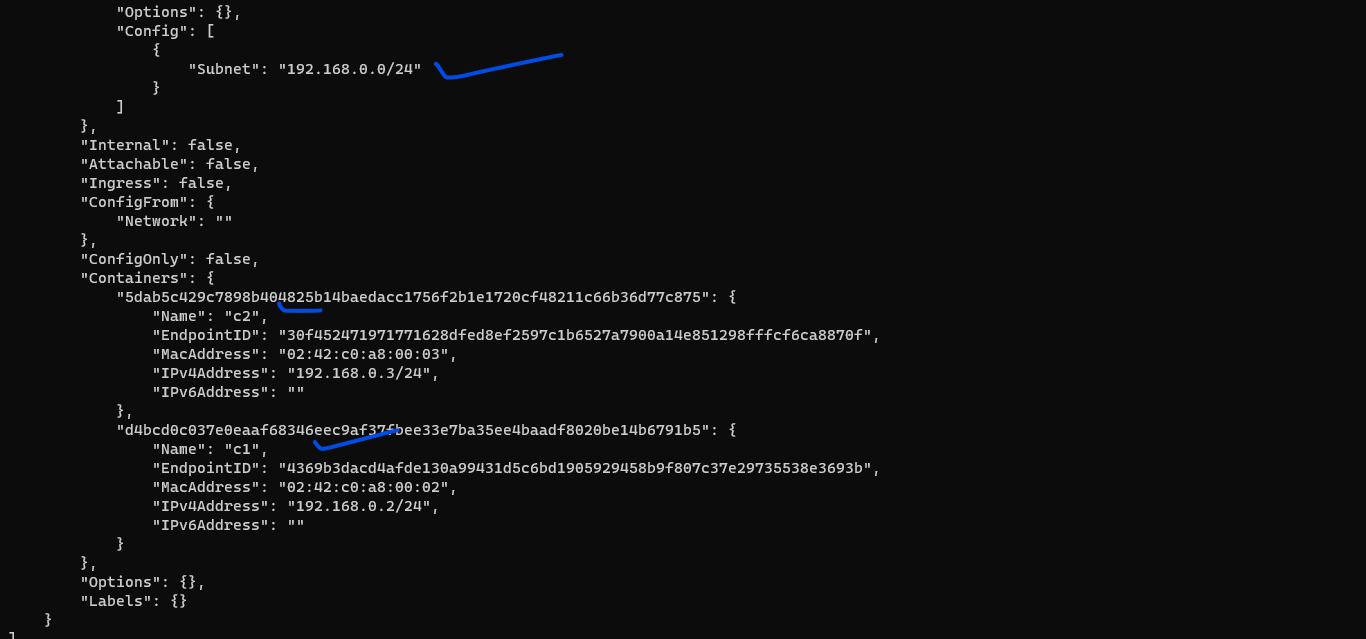 "Options": {},
"Config": [
{
"Subnet": "192.168.0.0/24"
}
]
},
"Internal": false,
"Attachable": false,
"Ingress": false,
"ConfigFrom": {
"Network": ""
},
"ConfigOnly": false,
"Containers": {
"5dab5c429c7898b404825b14baedacc1756f2b1e1720cf48211c66b36d77c875": {
"Name": "c2",
"EndpointID": "30f452471971771628dfed8ef2597c1b6527a7900a14e851298fffcf6ca8870f",
"MacAddress": "02:42:c0:a8:00:03",
"IPv4Address": "192.168.0.3/24",
"IPv6Address": ""
},
"d4bcd0c037e0eaaf68346eec9af37fbee33e7ba35ee4baadf8020be14b6791b5": {
"Name": "c1",
"EndpointID": "4369b3dacd4afde130a99431d5c6bd1905929458b9f807c37e29735538e3693b",
"MacAddress": "02:42:c0:a8:00:02",
"IPv4Address": "192.168.0.2/24",
"IPv6Address": ""
}
},
"Options": {},
"Labels": {}
}
]